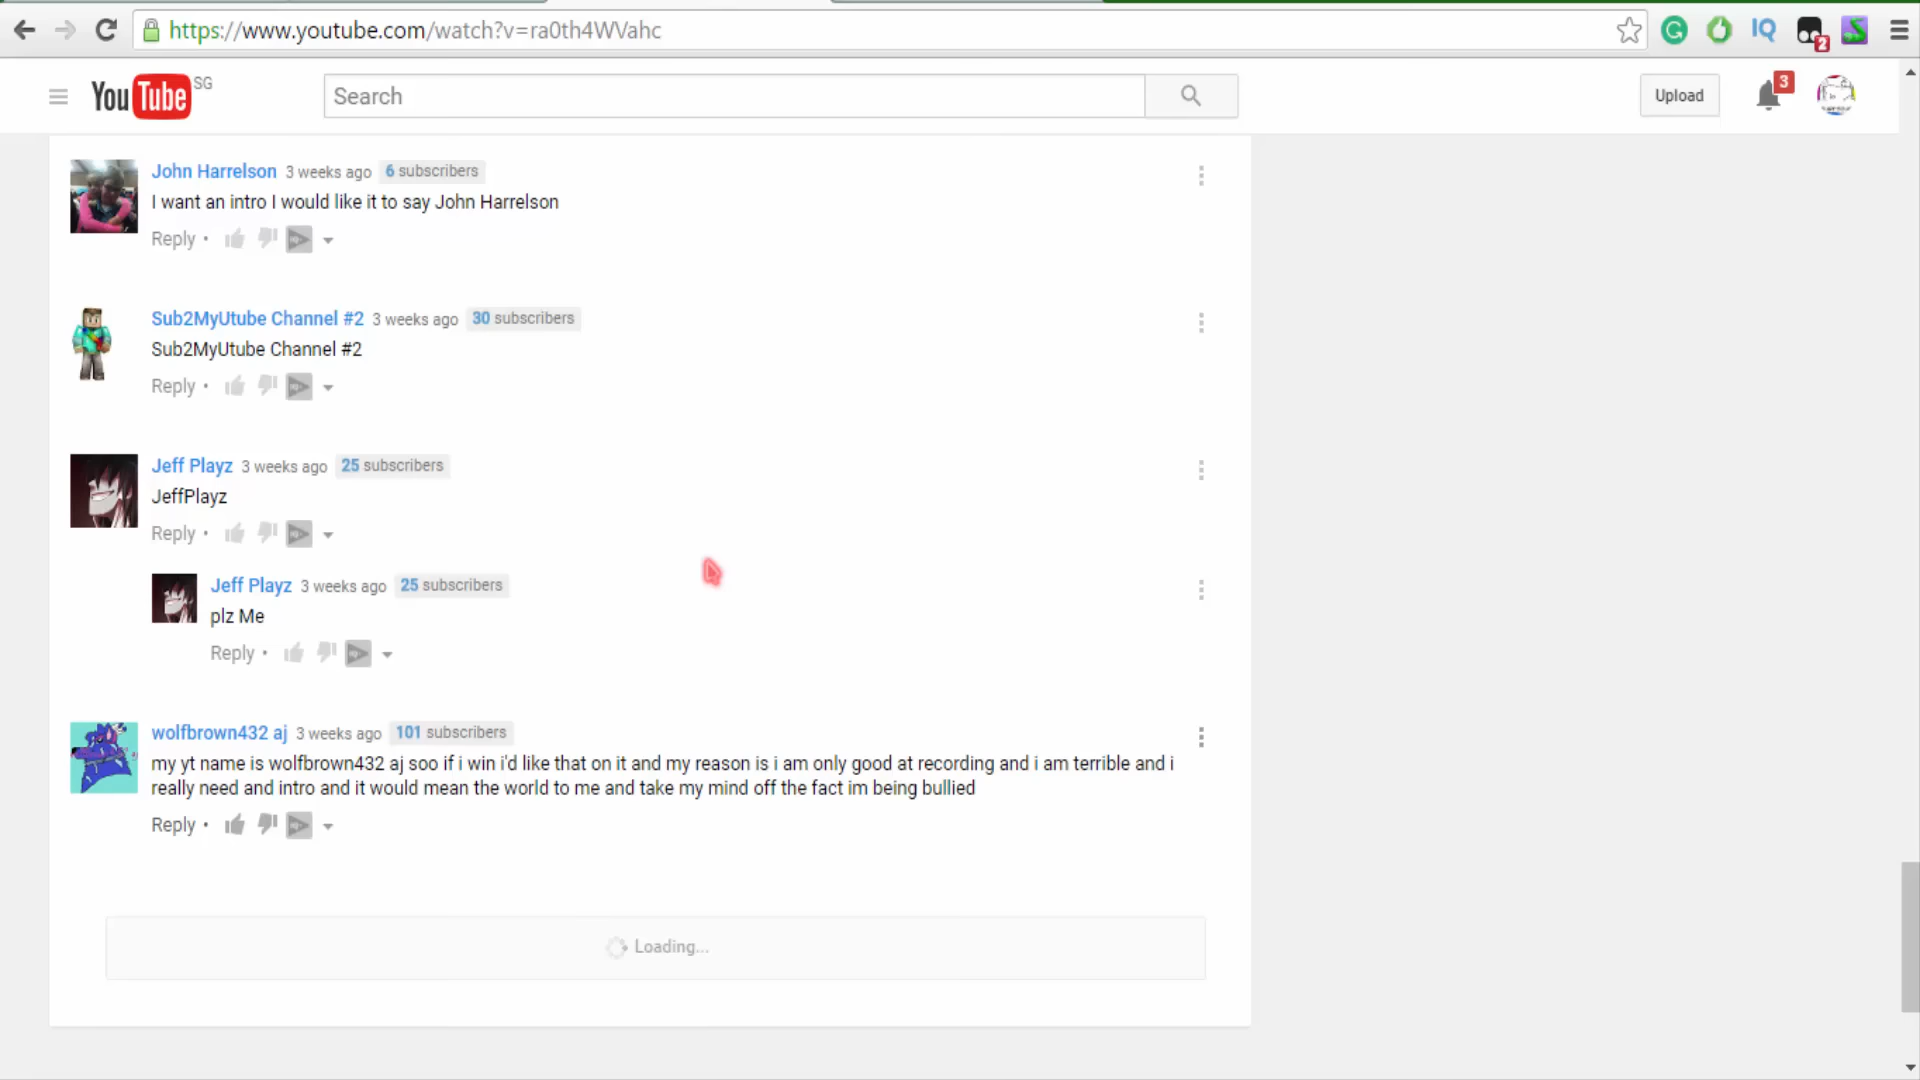 https://www.youtube.com/watch?v=ra0th4WVahc
IQ
2
YouTube SG
Search
Upload
3
John Harrelson 3 weeks ago 6 subscribers
I want an intro I would like it to say John Harrelson
Reply •
Sub2MyUtube Channel #2 3 weeks ago 30 subscribers
Sub2MyUtube Channel #2
Reply •
Jeff Playz 3 weeks ago 25 subscribers
JeffPlayz
Reply •
Jeff Playz 3 weeks ago 25 subscribers
plz Me
Reply •
wolfbrown432 aj 3 weeks ago 101 subscribers
my yt name is wolfbrown432 aj soo if i win i'd like that on it and my reason is i am only good at recording and i am terrible and i
really need and intro and it would mean the world to me and take my mind off the fact im being bullied
Reply •
Loading...